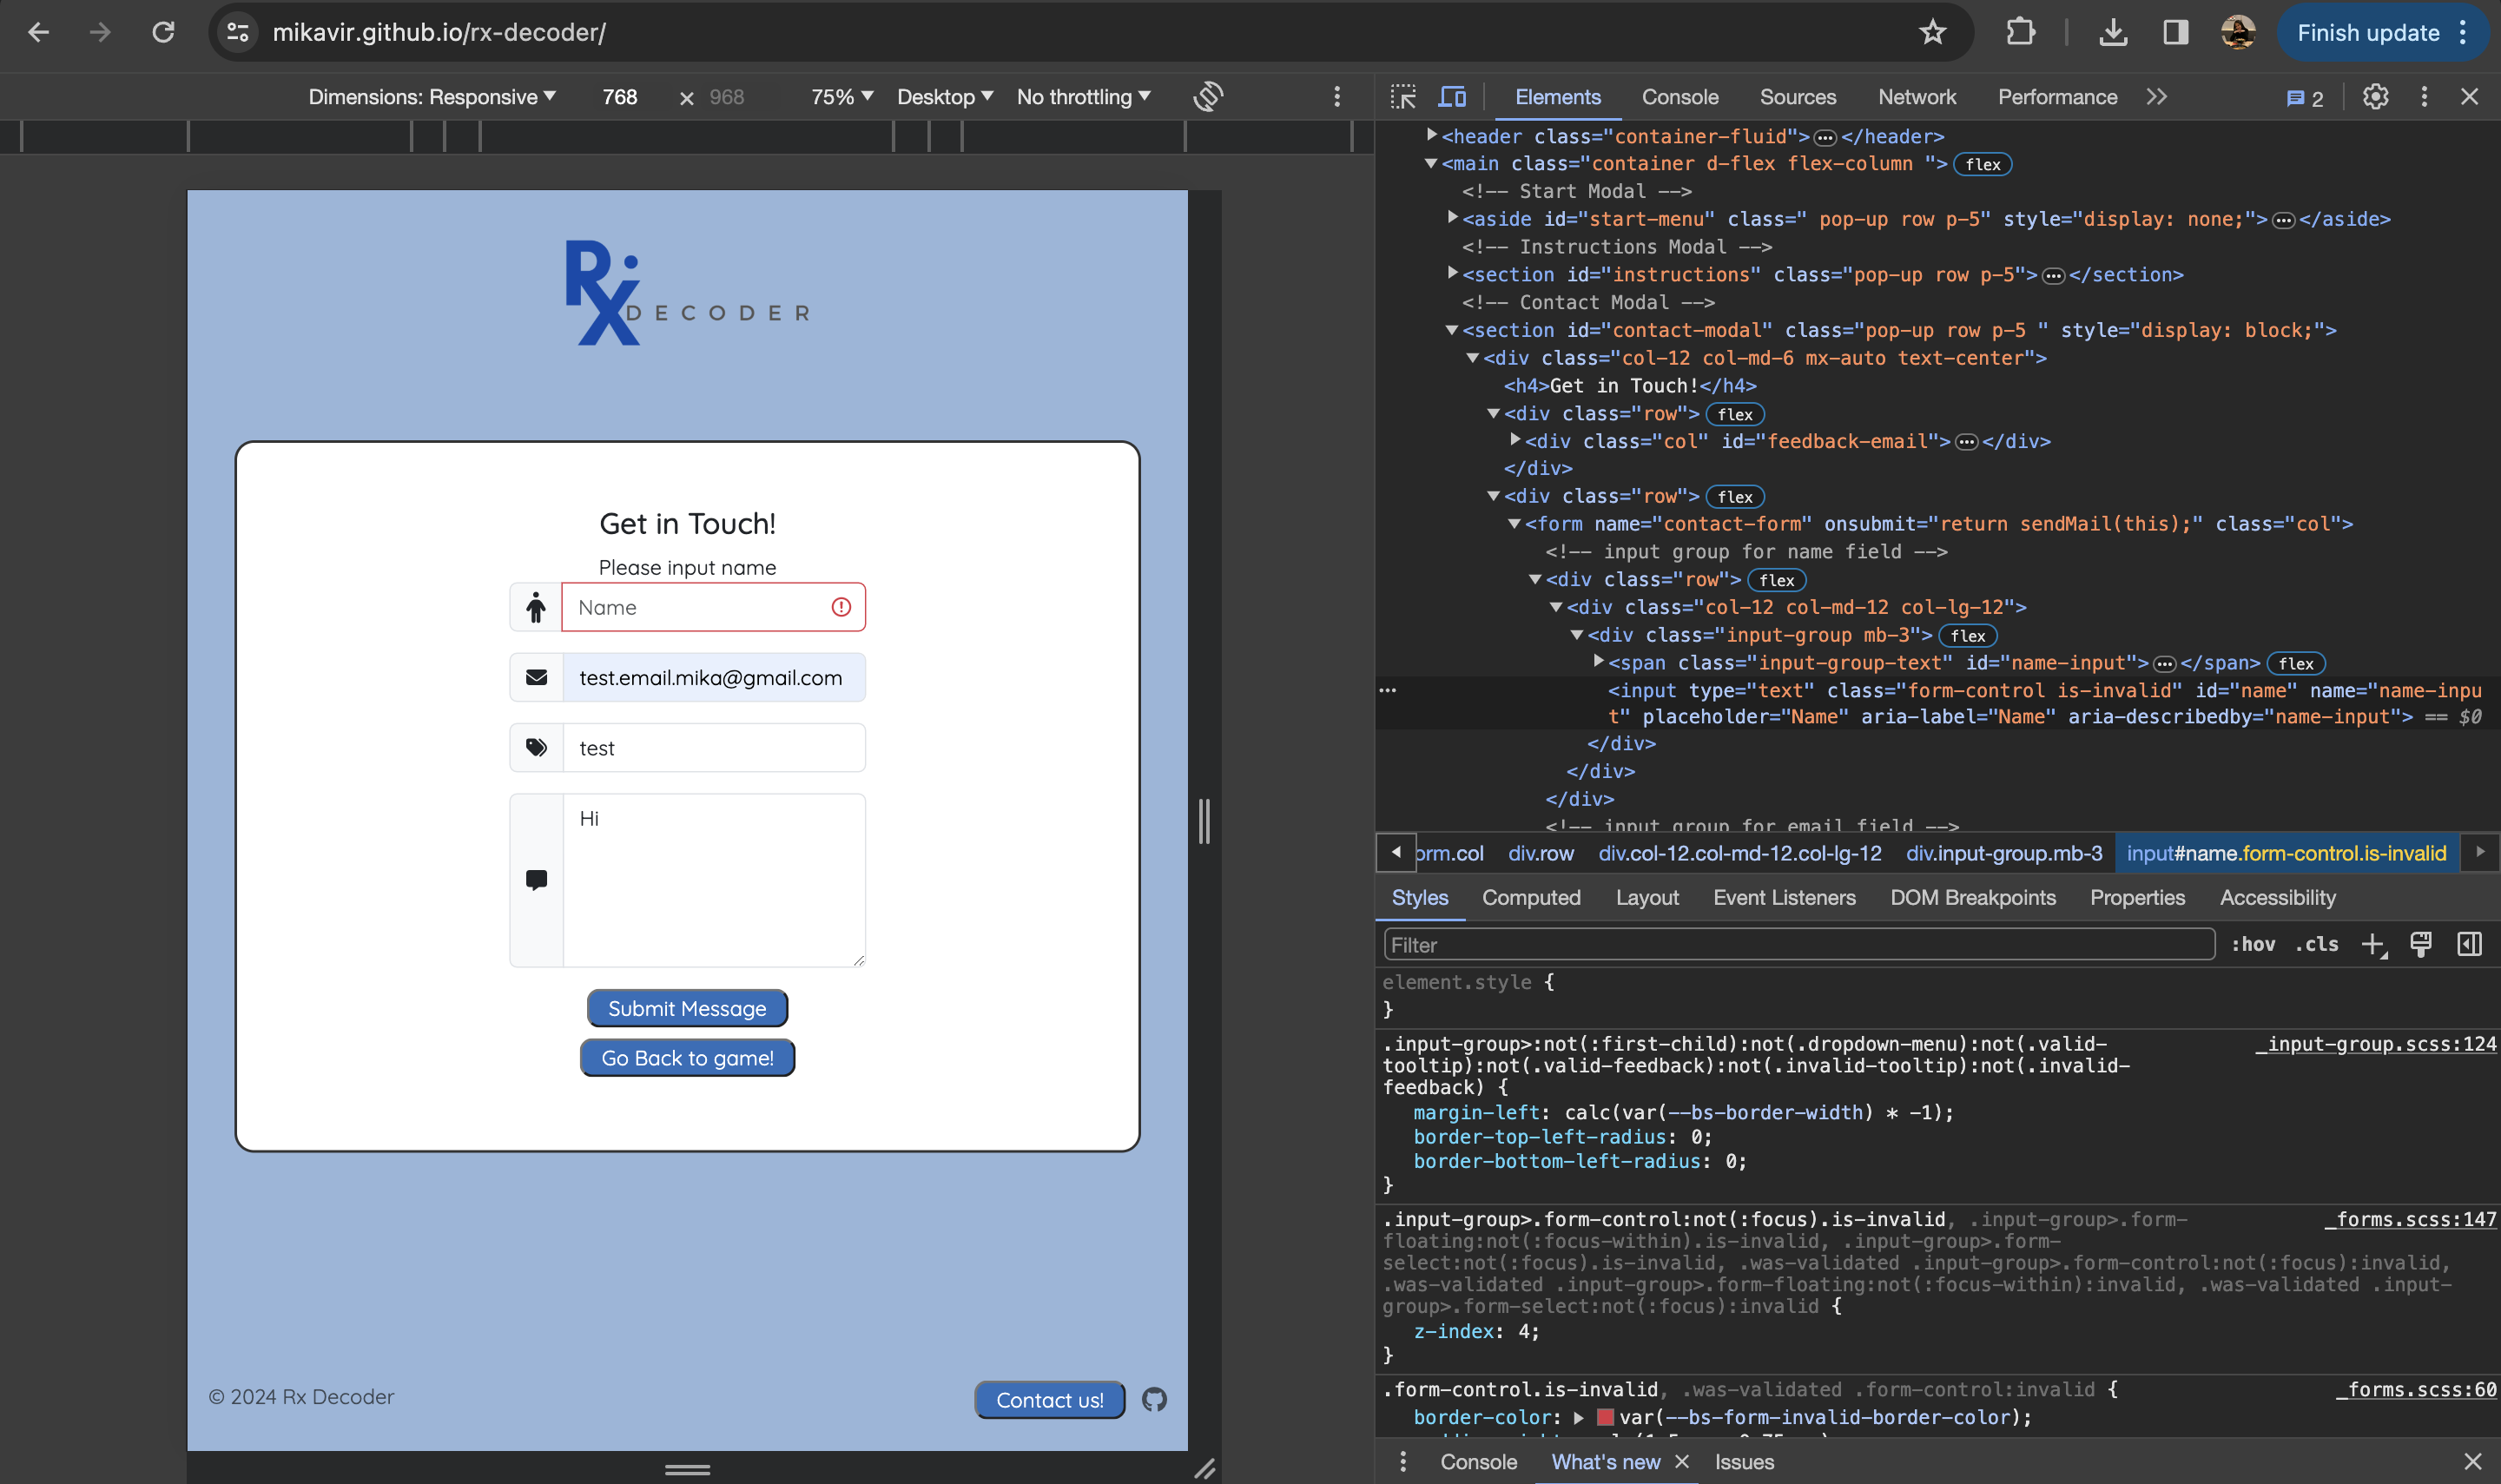 mikavir.github.io/rx-decoder/
Finish update
Dimensions: Responsive 768 × 968 75% Desktop No throttling
Rx DECODER
Get in Touch!
Please input name
Name
test.email.mika@gmail.com
test
Hi
Submit Message
Go Back to game!
© 2024 Rx Decoder
Contact us!
Elements Console Sources Network Performance 2
<header class="container-fluid"> … </header>
<main class="container d-flex flex-column "> flex
<!-- Start Modal -->
<aside id="start-menu" class=" pop-up row p-5" style="display: none;"> … </aside>
<!-- Instructions Modal -->
<section id="instructions" class="pop-up row p-5"> … </section>
<!-- Contact Modal -->
<section id="contact-modal" class="pop-up row p-5 " style="display: block;">
<div class="col-12 col-md-6 mx-auto text-center">
<h4>Get in Touch!</h4>
<div class="row"> flex
<div class="col" id="feedback-email"> … </div>
</div>
<div class="row"> flex
<form name="contact-form" onsubmit="return sendMail(this);" class="col">
<!-- input group for name field -->
<div class="row"> flex
<div class="col-12 col-md-12 col-lg-12">
<div class="input-group mb-3"> flex
<span class="input-group-text" id="name-input"> … </span> flex
… <input type="text" class="form-control is-invalid" id="name" name="name-inpu
t" placeholder="Name" aria-label="Name" aria-describedby="name-input"> == $0
</div>
</div>
</div>
<!-- input group for email field -->
orm.col div.row div.col-12.col-md-12.col-lg-12 div.input-group.mb-3 input#name.form-control.is-invalid
Styles Computed Layout Event Listeners DOM Breakpoints Properties Accessibility
Filter :hov .cls
element.style {
}
.input-group>:not(:first-child):not(.dropdown-menu):not(.valid- _input-group.scss:124
tooltip):not(.valid-feedback):not(.invalid-tooltip):not(.invalid-
feedback) {
margin-left: calc(var(--bs-border-width) * -1);
border-top-left-radius: 0;
border-bottom-left-radius: 0;
}
.input-group>.form-control:not(:focus).is-invalid, .input-group>.form- _forms.scss:147
floating:not(:focus-within).is-invalid, .input-group>.form-
select:not(:focus).is-invalid, .was-validated .input-group>.form-control:not(:focus):invalid,
.was-validated .input-group>.form-floating:not(:focus-within):invalid, .was-validated .input-
group>.form-select:not(:focus):invalid {
z-index: 4;
}
.form-control.is-invalid, .was-validated .form-control:invalid { _forms.scss:60
border-color: var(--bs-form-invalid-border-color);
Console What's new Issues